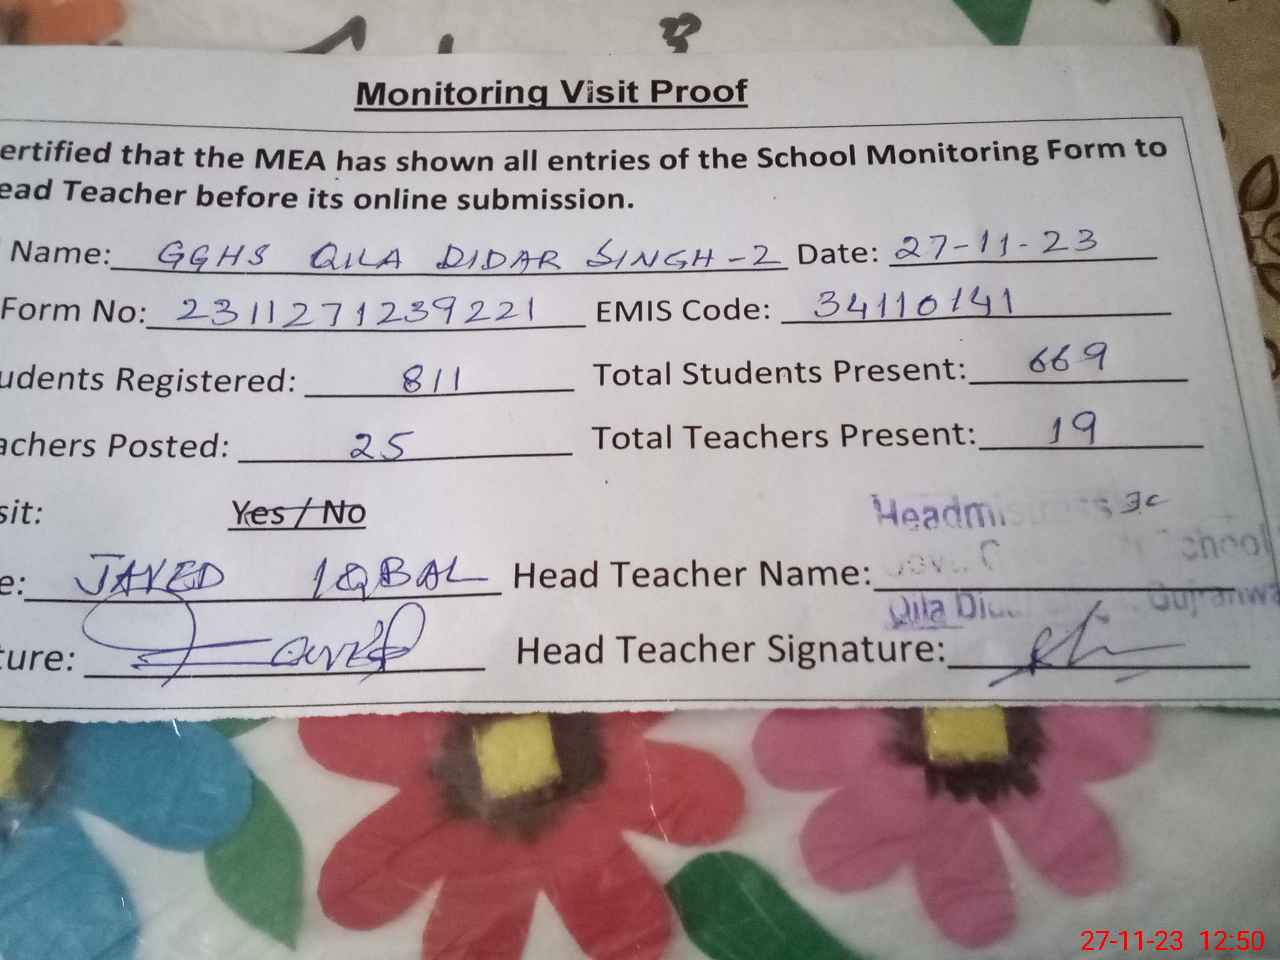 Monitoring Visit Proof
ertified that the MEA has shown all entries of the School Monitoring Form to
ead Teacher before its online submission.
Name: GGHS QILA DIDAR SINGH-2 Date: 27-11-23
Form No: 231127123922 1 EMIS Code: 34110141
udents Registered: 811 Total Students Present: 669
achers Posted: 25 Total Teachers Present: 19
sit: Yes/No Headmistress
School
e: JAVED IQBAL Head Teacher Name:
Qila
ture: Head Teacher Signature:
27-11-23 12:50